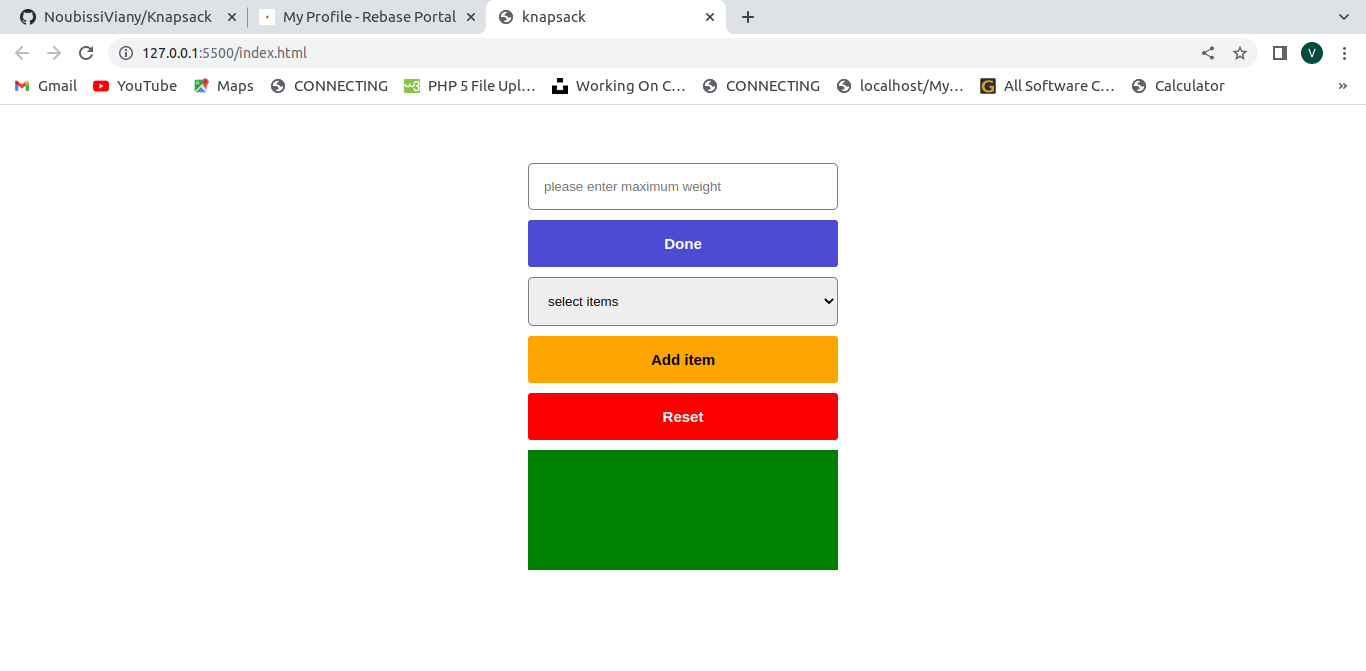 NoubissiViany/Knapsack
My Profile - Rebase Portal
knapsack
127.0.0.1:5500/index.html
V
Gmail
YouTube
Maps
CONNECTING
PHP 5 File Upl...
Working On C...
CONNECTING
localhost/My...
All Software C...
Calculator
»
please enter maximum weight
Done
select items
Add item
Reset